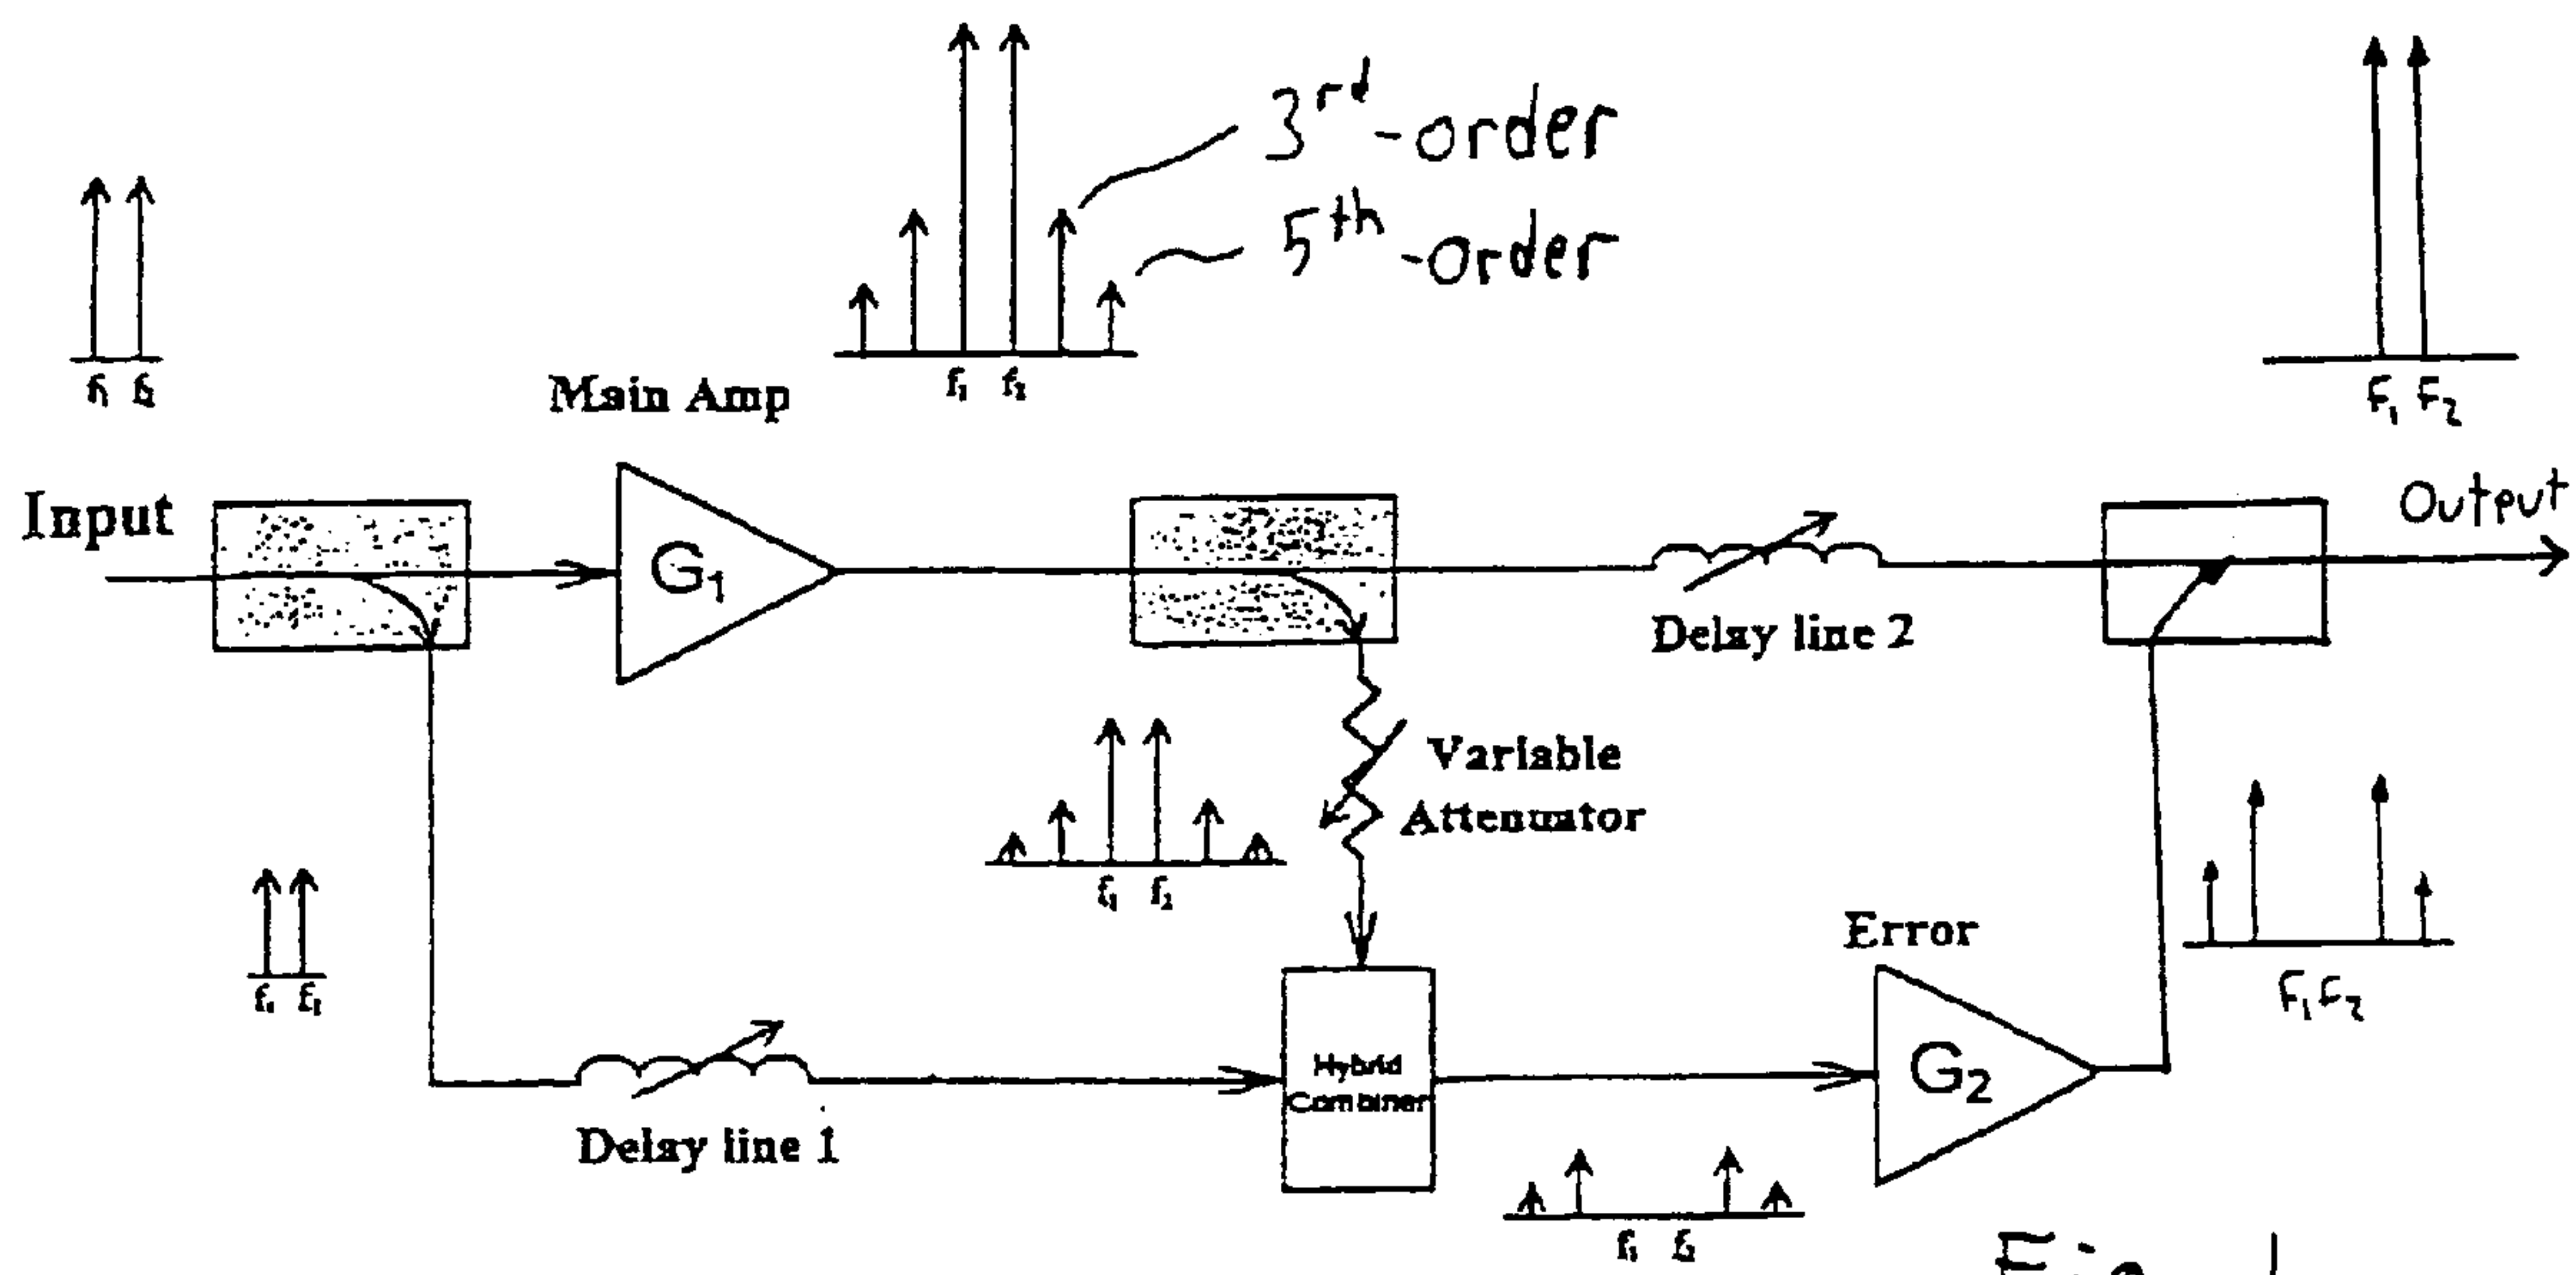 3rd-order
5th-order
f₁ f₂
f₁ f₂
F₁ F₂
Main Amp
Input
G₁
Output
Delay line 2
Variable
Attenuator
f₁ f₂
Error
f₁ f₁
F₁ F₂
Hybrid
Combiner
G₂
Delay line 1
f₁ f₂